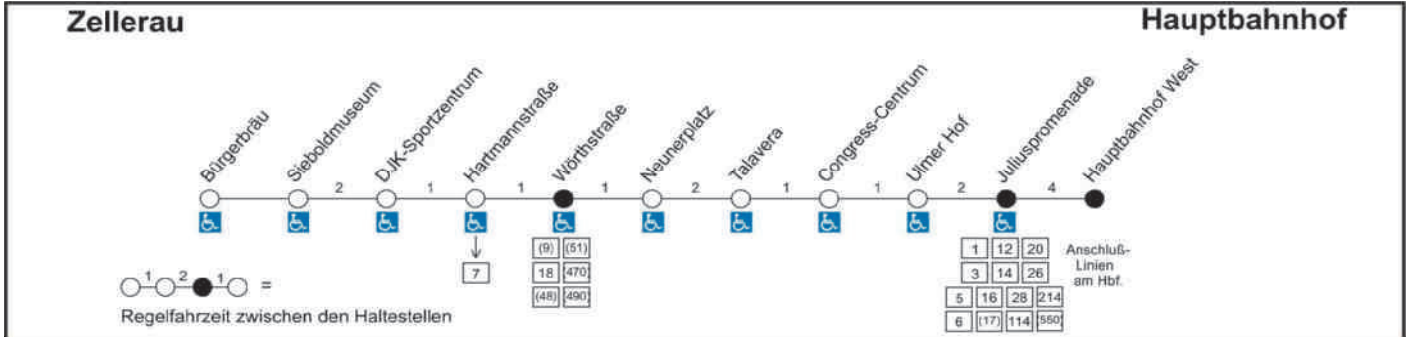 Zellerau
Hauptbahnhof
Bürgerbräu
Sieboldmuseum
DJK-Sportzentrum
Hartmannstraße
Wörthstraße
Neunerplatz
Talavera
Congress-Centrum
Ulmer Hof
Juliuspromenade
Hauptbahnhof West
2 1 1 1 2 1 1 2 4
7
(9) (51)
18 (470)
(48) (490)
1 12 20
3 14 26
5 16 28 214
6 (17) 114 (550)
Anschluß-
Linien
am Hbf.
1 2 1
=
Regelfahrzeit zwischen den Haltestellen